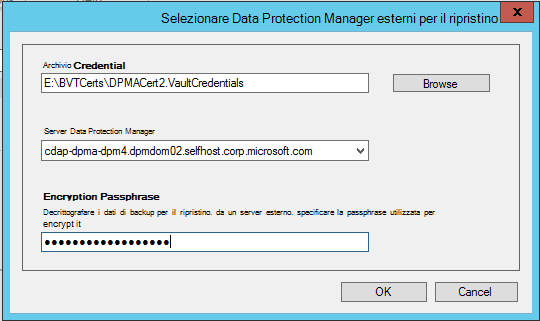 Selezionare Data Protection Manager esterni per il ripristino
x
Archivio Credential
E:\BVTCerts\DPMACert2.VaultCredentials
Browse
Server Data Protection Manager
cdap-dpma-dpm4.dpmdom02.selfhost.corp.microsoft.com
Encryption Passphrase
Decrittografare i dati di backup per il ripristino. da un server esterno. specificare la passphrase utilizzata per
encrypt it
●●●●●●●●●●●●●●●●●●
OK
Cancel